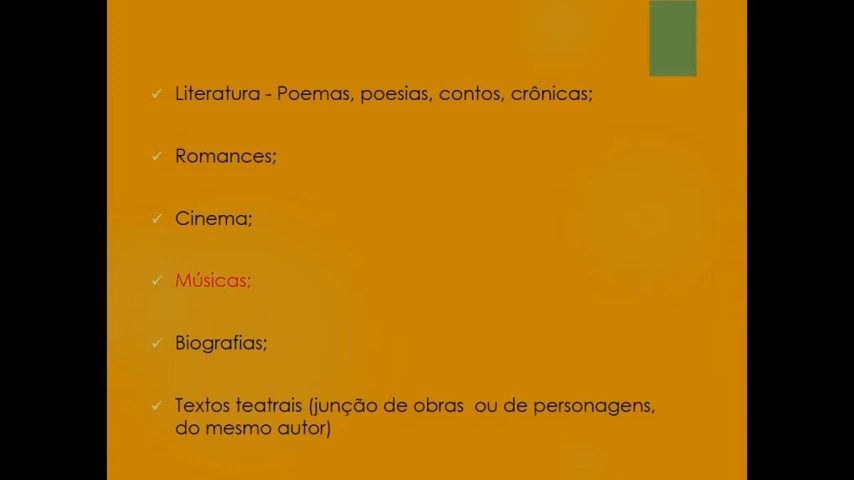 Literatura - Poemas, poesias, contos, crônicas;
Romances;
Cinema;
Músicas;
Biografias;
Textos teatrais (junção de obras ou de personagens,
do mesmo autor)